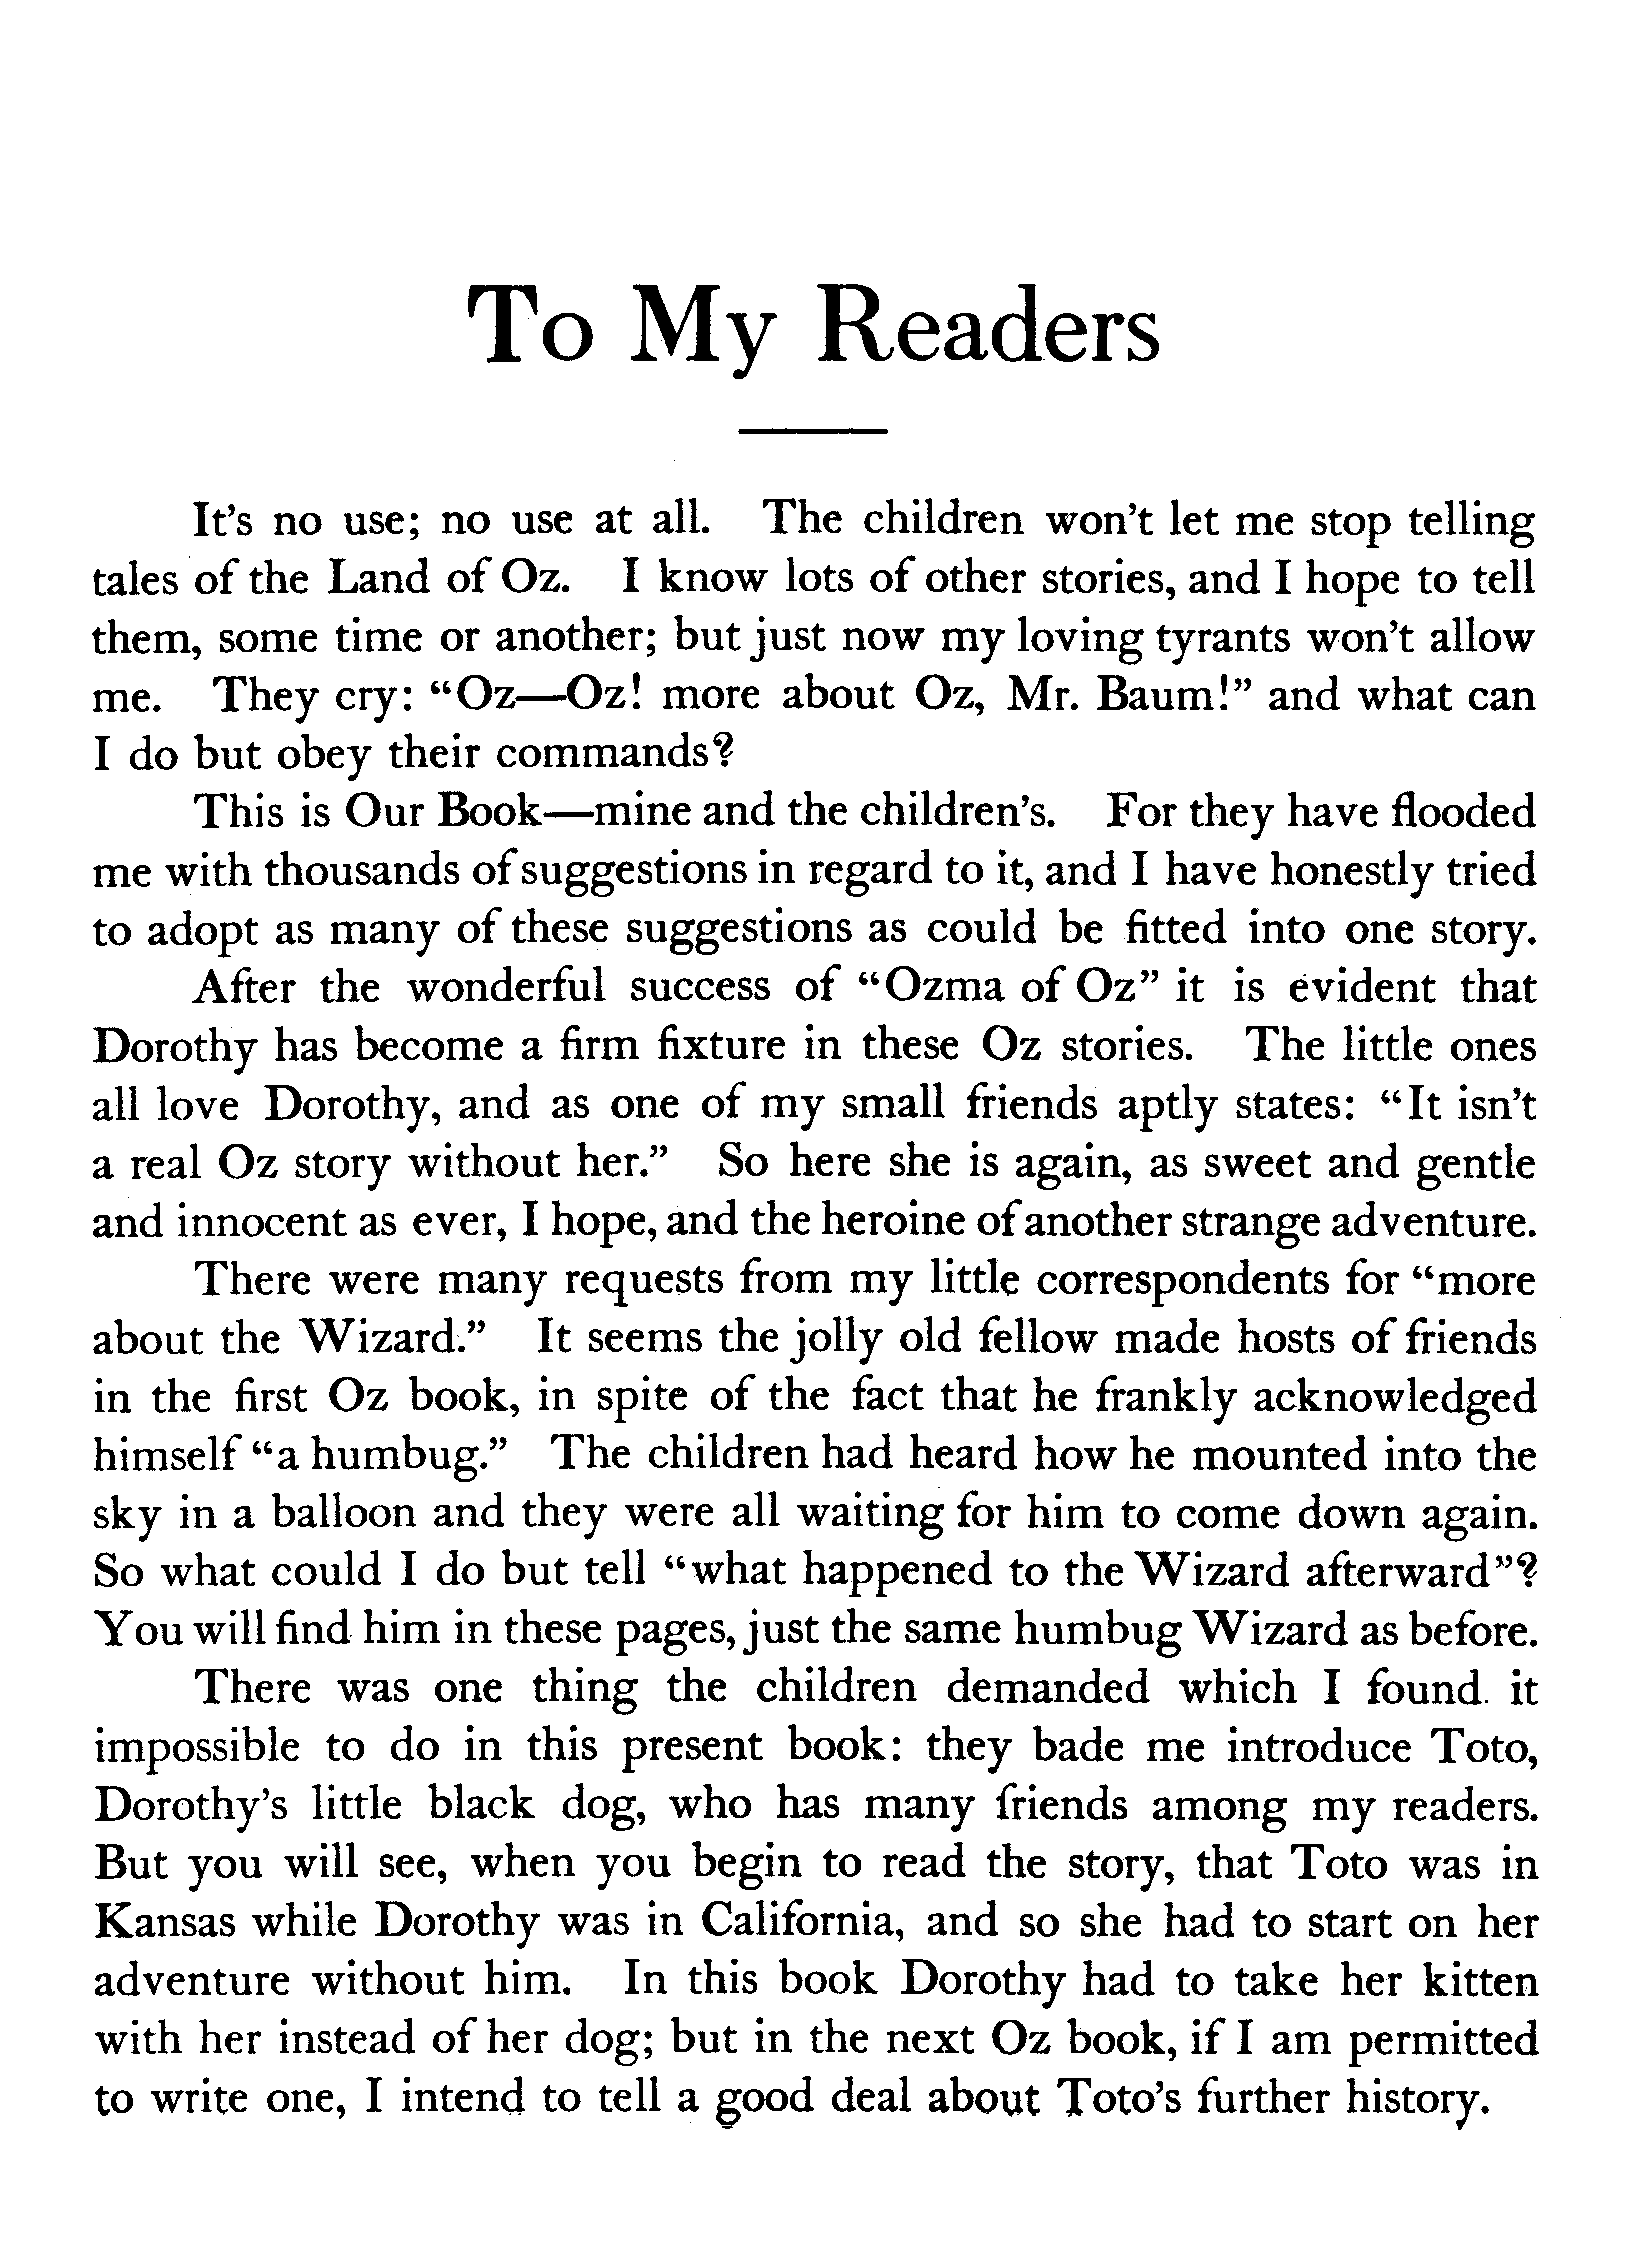 To My Readers
It's no use; no use at all. The children won't let me stop telling
tales of the Land of Oz. I know lots of other stories, and I hope to tell
them, some time or another; but just now my loving tyrants won't allow
me. They cry: “Oz—Oz! more about Oz, Mr. Baum!” and what can
I do but obey their commands?
This is Our Book—mine and the children's. For they have flooded
me with thousands of suggestions in regard to it, and I have honestly tried
to adopt as many of these suggestions as could be fitted into one story.
After the wonderful success of “Ozma of Oz” it is evident that
Dorothy has become a firm fixture in these Oz stories. The little ones
all love Dorothy, and as one of my small friends aptly states: “It isn't
a real Oz story without her.” So here she is again, as sweet and gentle
and innocent as ever, I hope, and the heroine of another strange adventure.
There were many requests from my little correspondents for “more
about the Wizard.” It seems the jolly old fellow made hosts of friends
in the first Oz book, in spite of the fact that he frankly acknowledged
himself “a humbug.” The children had heard how he mounted into the
sky in a balloon and they were all waiting for him to come down again.
So what could I do but tell “what happened to the Wizard afterward”?
You will find him in these pages, just the same humbug Wizard as before.
There was one thing the children demanded which I found it
impossible to do in this present book: they bade me introduce Toto,
Dorothy's little black dog, who has many friends among my readers.
But you will see, when you begin to read the story, that Toto was in
Kansas while Dorothy was in California, and so she had to start on her
adventure without him. In this book Dorothy had to take her kitten
with her instead of her dog; but in the next Oz book, if I am permitted
to write one, I intend to tell a good deal about Toto's further history.